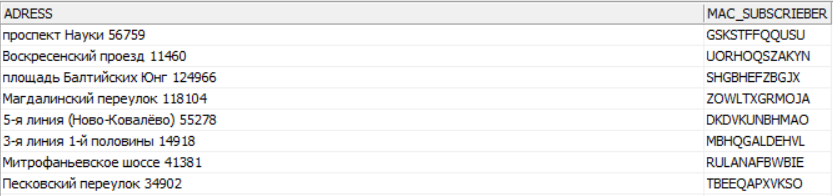 ADRESS MAC_SUBSCRIEBER
проспект Науки 56759 GSKSTFFQQUSU
Воскресенский проезд 11460 UORHOQSZAKYN
площадь Балтийских Юнг 124966 SHGBHEFZBGJX
Магдалинский переулок 118104 ZOWLTXGRMOJA
5-я линия (Ново-Ковалёво) 55278 DKDVKUNBHMAO
3-я линия 1-й половины 14918 MBHQGALDEHVL
Митрофаньевское шоссе 41381 RULANAFBWBIE
Песковский переулок 34902 TBEEQAPXVKSO